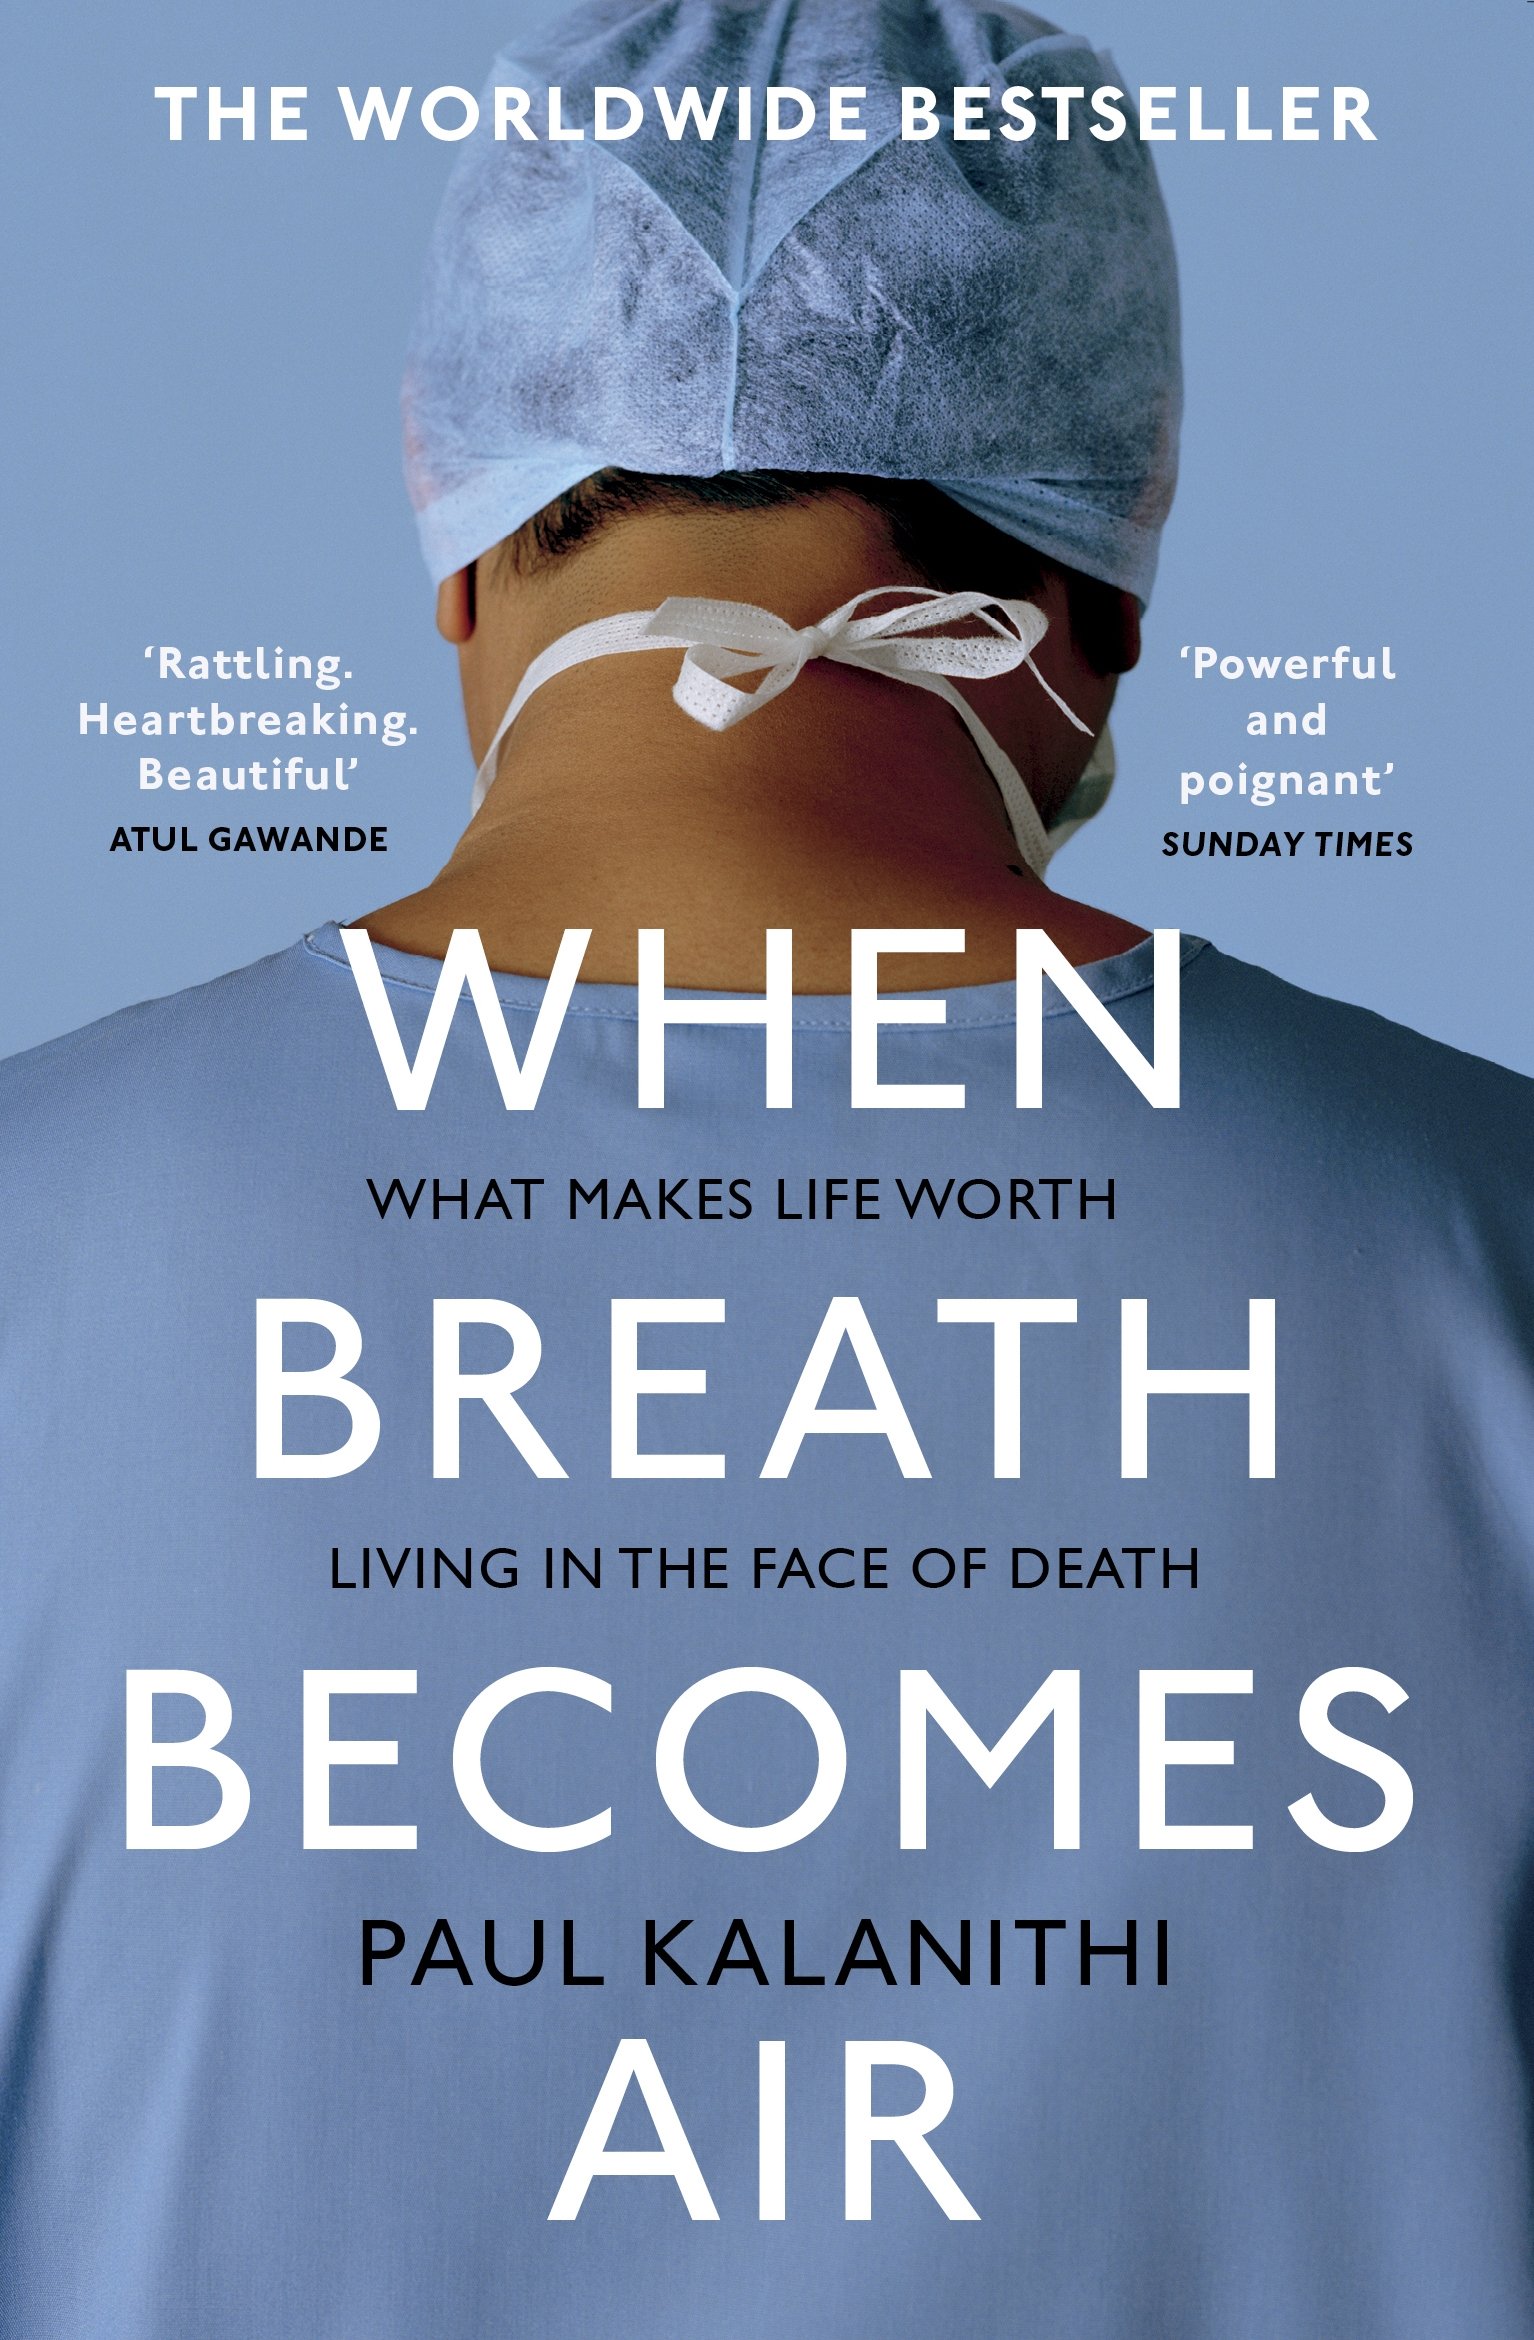 THE WORLDWIDE BESTSELLER
‘Rattling.
Heartbreaking.
Beautiful’
ATUL GAWANDE
‘Powerful
and
poignant’
SUNDAY TIMES
WHEN
WHAT MAKES LIFE WORTH
BREATH
LIVING IN THE FACE OF DEATH
BECOMES
PAUL KALANITHI
AIR